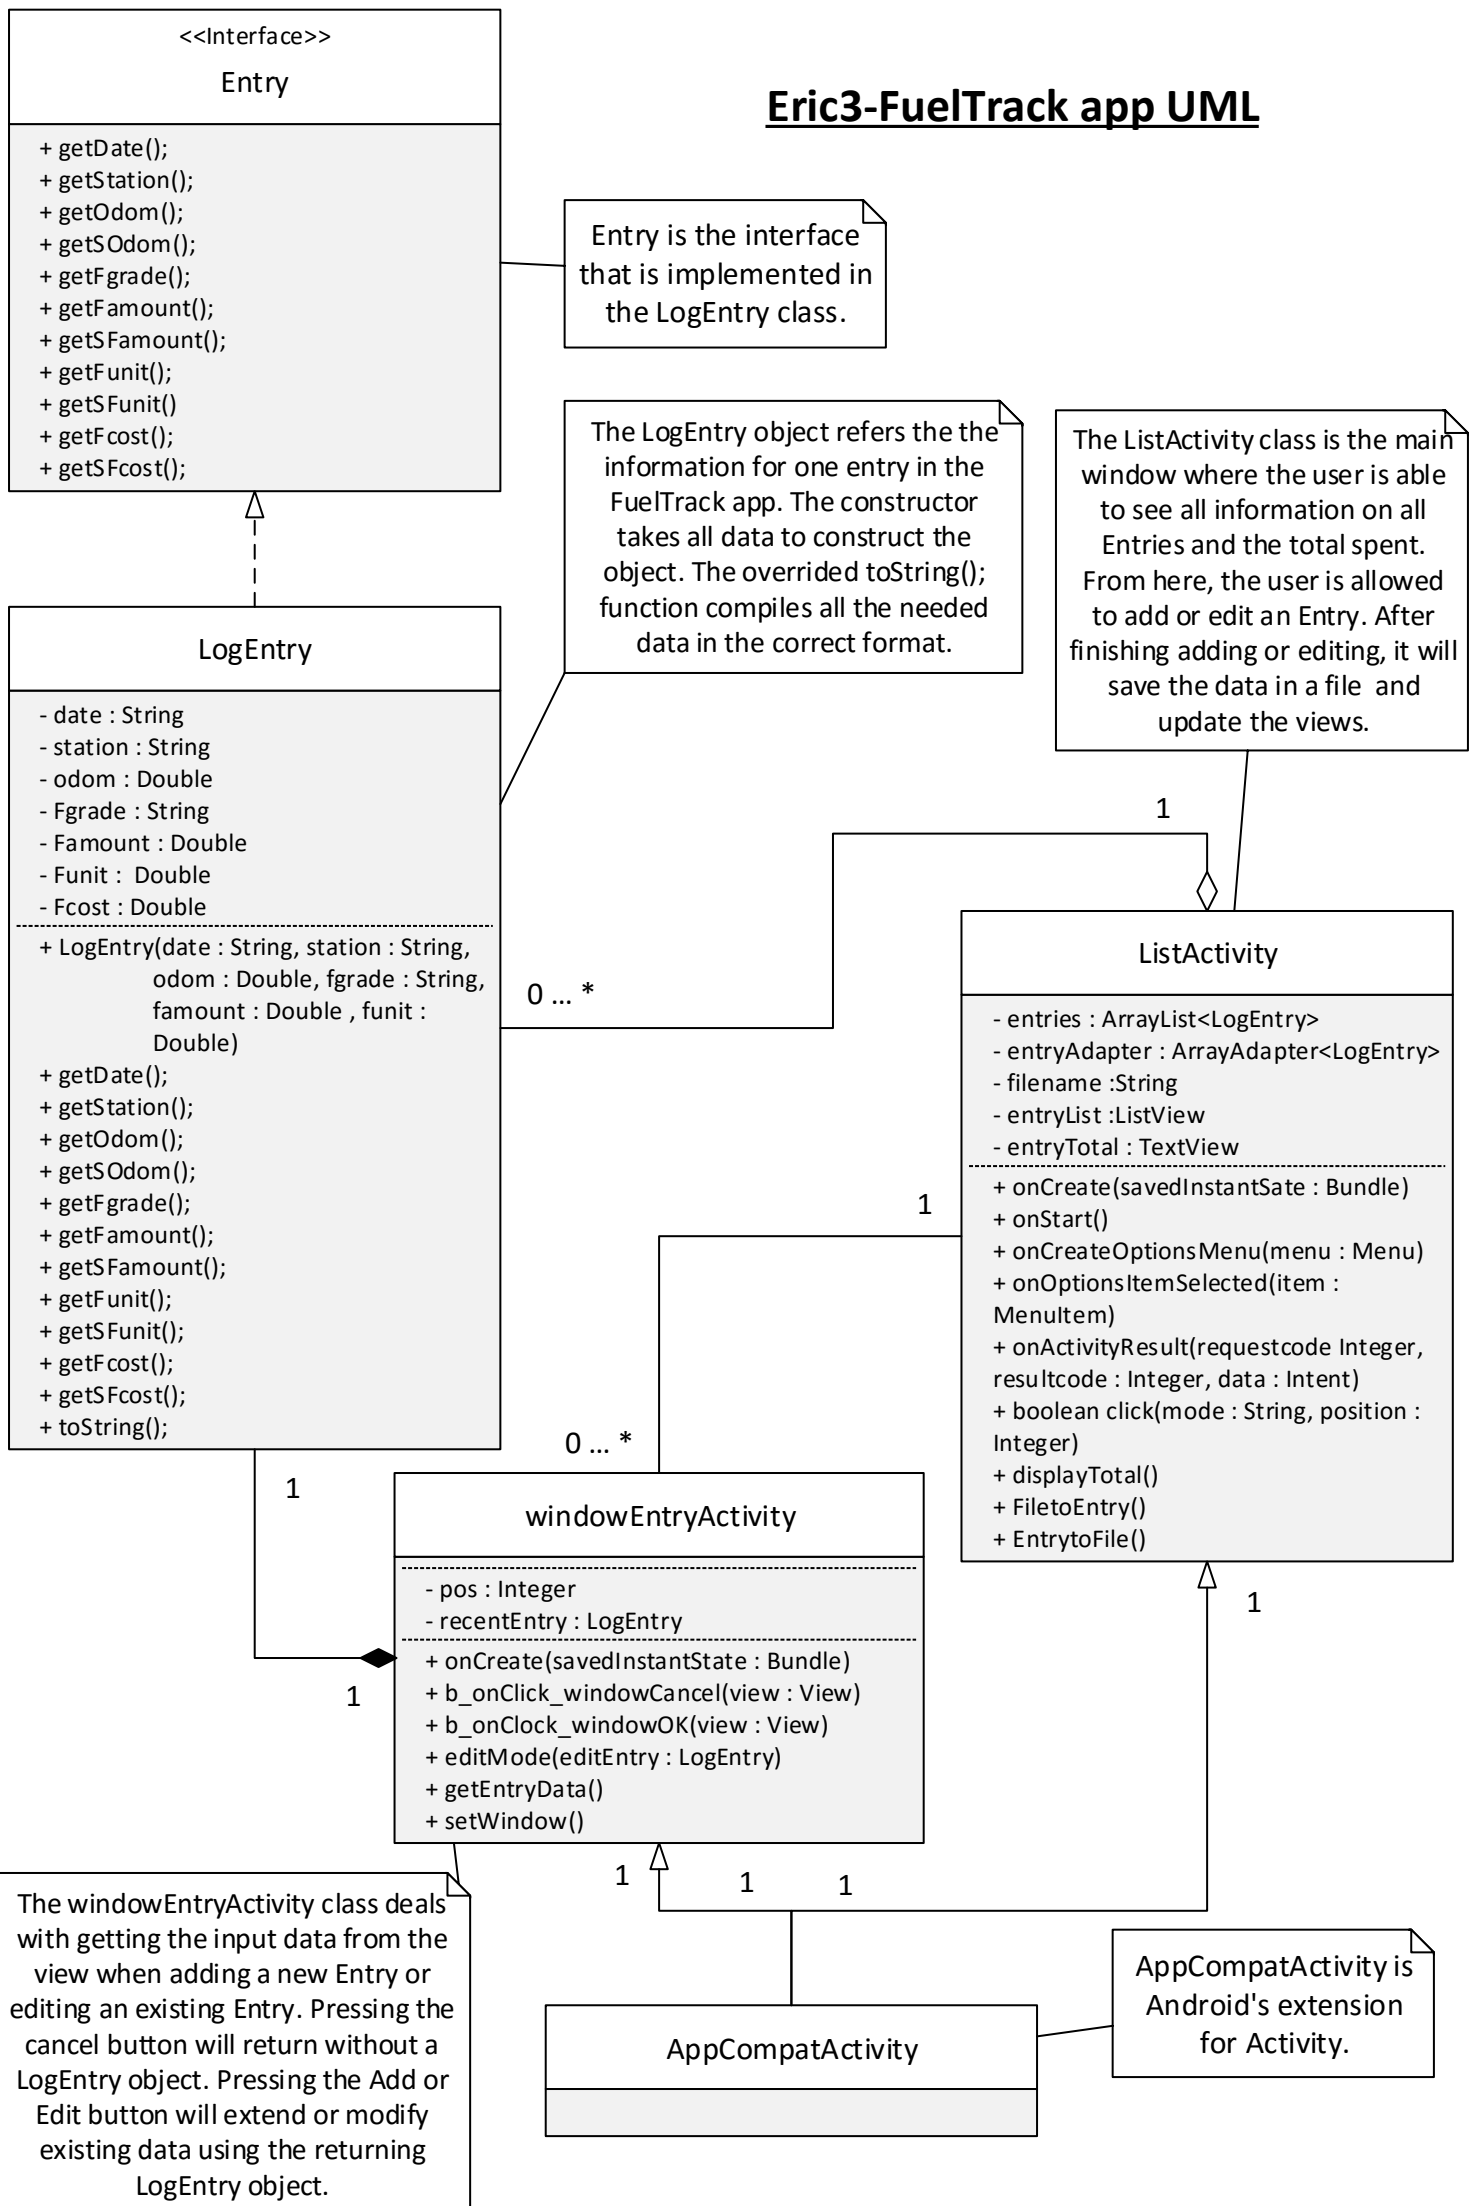 <<Interface>>
Entry
+ getDate();
+ getStation();
+ getOdom();
+ getSOdom();
+ getFgrade();
+ getFamount();
+ getSFamount();
+ getFunit();
+ getSFunit()
+ getFcost();
+ getSFcost();
Eric3-FuelTrack app UML
Entry is the interface
that is implemented in
the LogEntry class.
The LogEntry object refers the the
information for one entry in the
FuelTrack app. The constructor
takes all data to construct the
object. The overrided toString();
function compiles all the needed
data in the correct format.
The ListActivity class is the main
window where the user is able
to see all information on all
Entries and the total spent.
From here, the user is allowed
to add or edit an Entry. After
finishing adding or editing, it will
save the data in a file and
update the views.
LogEntry
- date : String
- station : String
- odom : Double
- Fgrade : String
- Famount : Double
- Funit : Double
- Fcost : Double
+ LogEntry(date : String, station : String,
odom : Double, fgrade : String,
famount : Double , funit :
Double)
+ getDate();
+ getStation();
+ getOdom();
+ getSOdom();
+ getFgrade();
+ getFamount();
+ getSFamount();
+ getFunit();
+ getSFunit();
+ getFcost();
+ getSFcost();
+ toString();
1
0 ... *
ListActivity
- entries : ArrayList<LogEntry>
- entryAdapter : ArrayAdapter<LogEntry>
- filename :String
- entryList :ListView
- entryTotal : TextView
+ onCreate(savedInstantSate : Bundle)
+ onStart()
+ onCreateOptionsMenu(menu : Menu)
+ onOptionsItemSelected(item :
MenuItem)
+ onActivityResult(requestcode Integer,
resultcode : Integer, data : Intent)
+ boolean click(mode : String, position :
Integer)
+ displayTotal()
+ FiletoEntry()
+ EntrytoFile()
1
0 ... *
1
windowEntryActivity
- pos : Integer
- recentEntry : LogEntry
+ onCreate(savedInstantState : Bundle)
+ b_onClick_windowCancel(view : View)
+ b_onClock_windowOK(view : View)
+ editMode(editEntry : LogEntry)
+ getEntryData()
+ setWindow()
1
1
1
1
1
The windowEntryActivity class deals
with getting the input data from the
view when adding a new Entry or
editing an existing Entry. Pressing the
cancel button will return without a
LogEntry object. Pressing the Add or
Edit button will extend or modify
existing data using the returning
LogEntry object.
AppCompatActivity
AppCompatActivity is
Android's extension
for Activity.